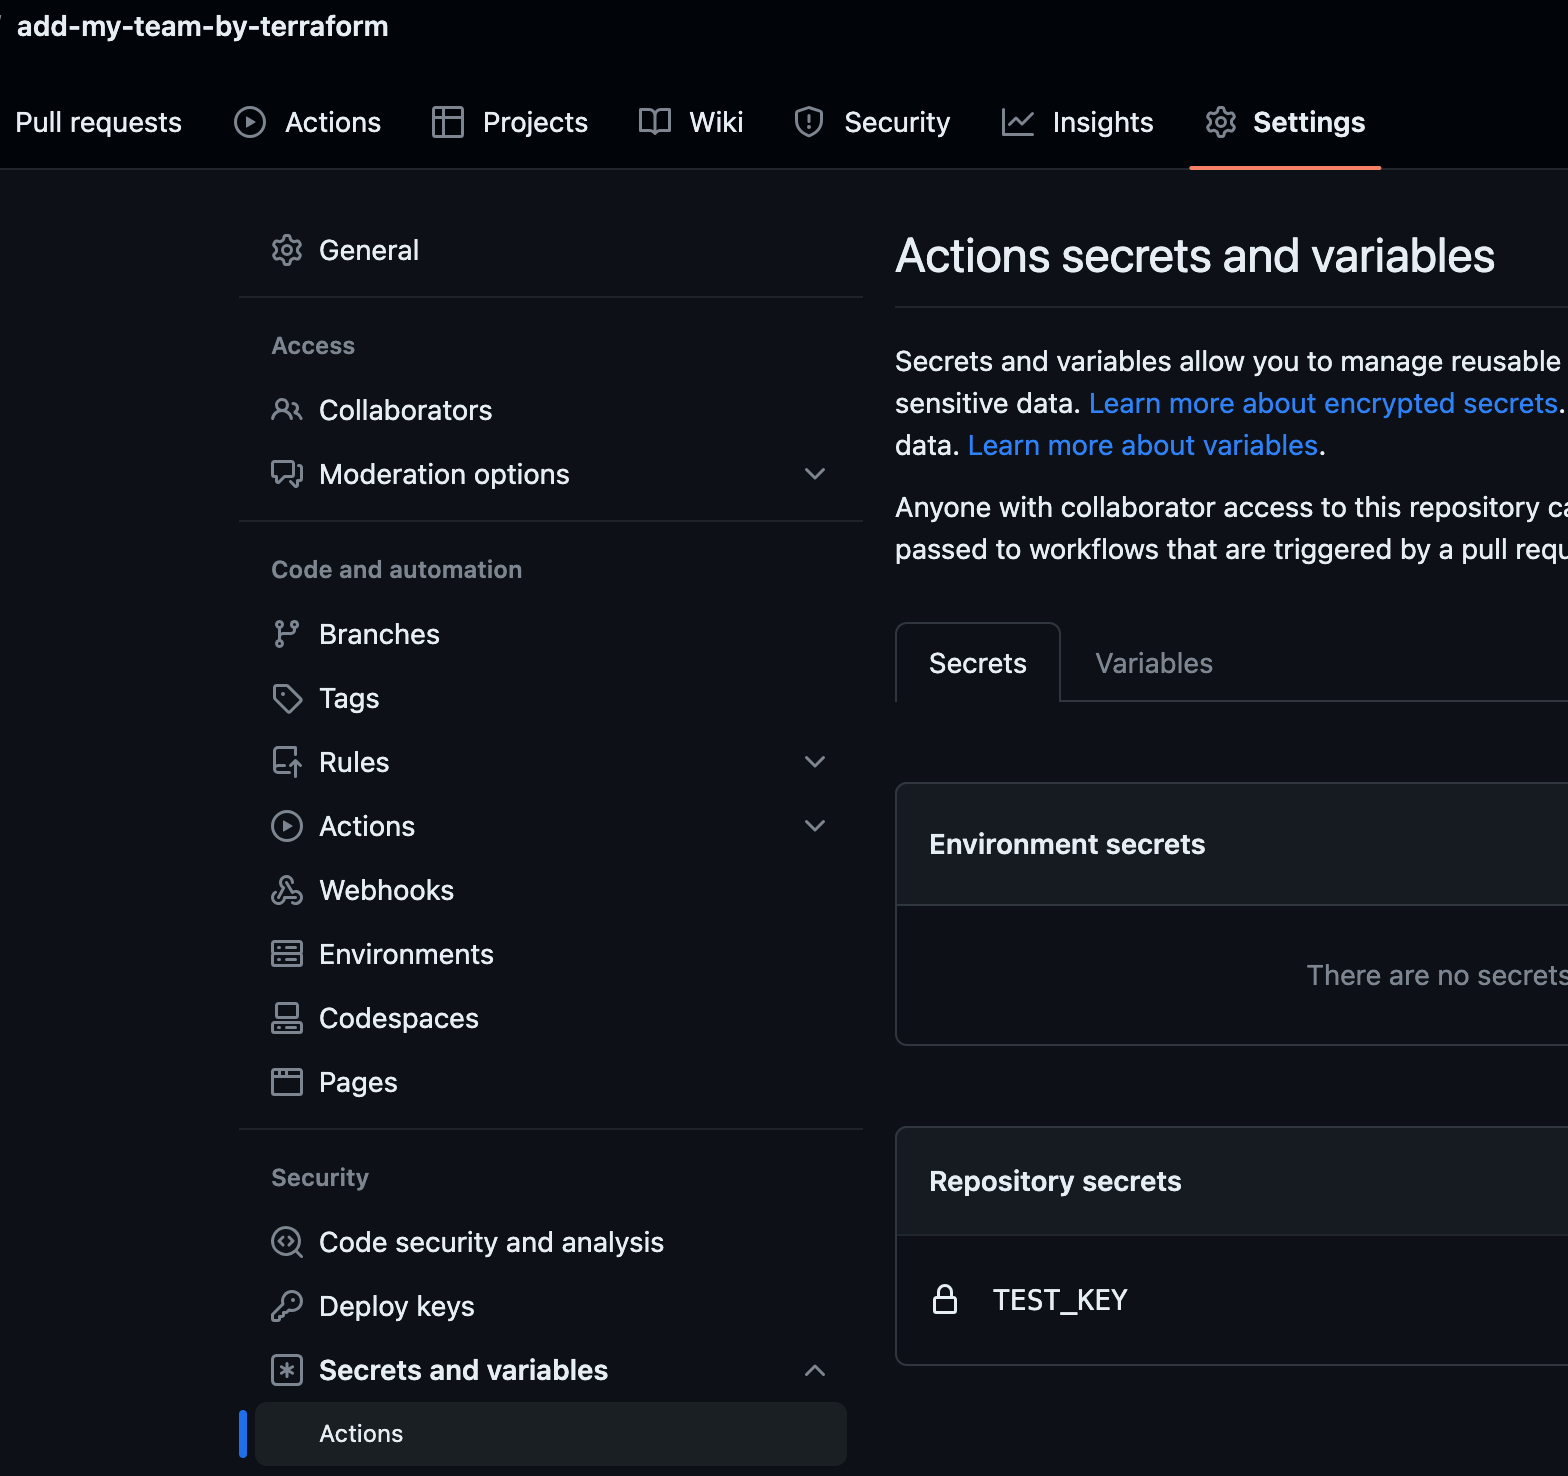 add-my-team-by-terraform
Pull requests Actions Projects Wiki Security Insights Settings
General
Access
Collaborators
Moderation options
Code and automation
Branches
Tags
Rules
Actions
Webhooks
Environments
Codespaces
Pages
Security
Code security and analysis
Deploy keys
Secrets and variables
Actions
Actions secrets and variables
Secrets and variables allow you to manage reusable
sensitive data. Learn more about encrypted secrets.
data. Learn more about variables.
Anyone with collaborator access to this repository
passed to workflows that are triggered by a pull
Secrets Variables
Environment secrets
There are no secrets
Repository secrets
TEST_KEY